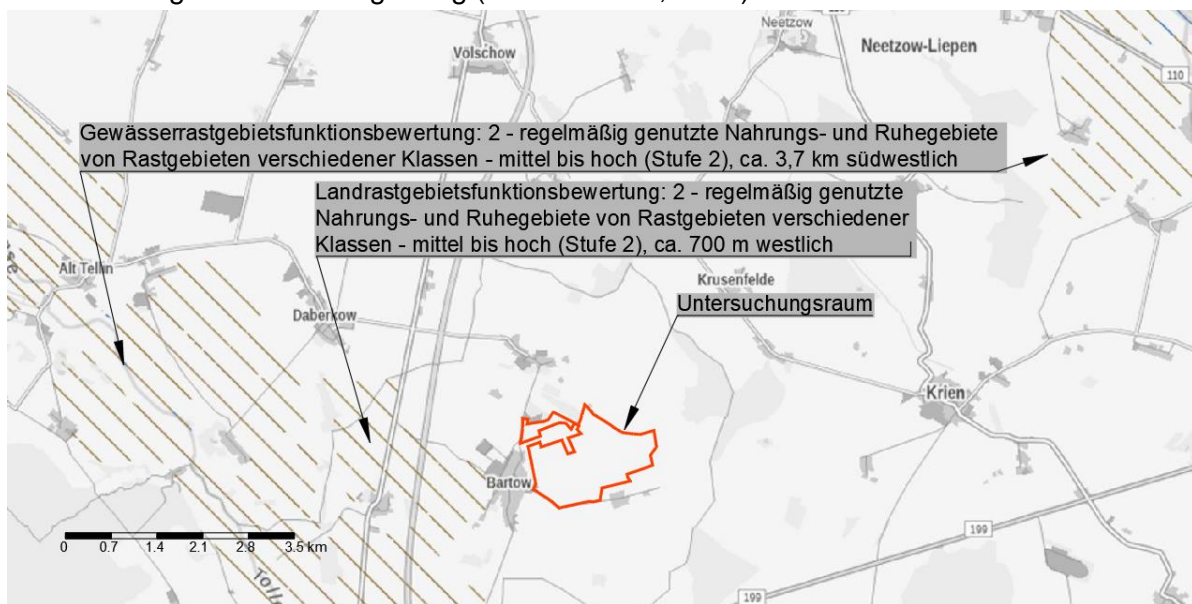 Neetzow
Völschow
Neetzow-Liepen
110
Gewässerrastgebietsfunktionsbewertung: 2 - regelmäßig genutzte Nahrungs- und Ruhegebiete
von Rastgebieten verschiedener Klassen - mittel bis hoch (Stufe 2), ca. 3,7 km südwestlich
Landrastgebietsfunktionsbewertung: 2 - regelmäßig genutzte
Nahrungs- und Ruhegebiete von Rastgebieten verschiedener
Klassen - mittel bis hoch (Stufe 2), ca. 700 m westlich
Alt Tellin
Krusenfelde
Untersuchungsraum
Daberkow
Krien
Bartow
199
0 0.7 1.4 2.1 2.8 3.5 km
199